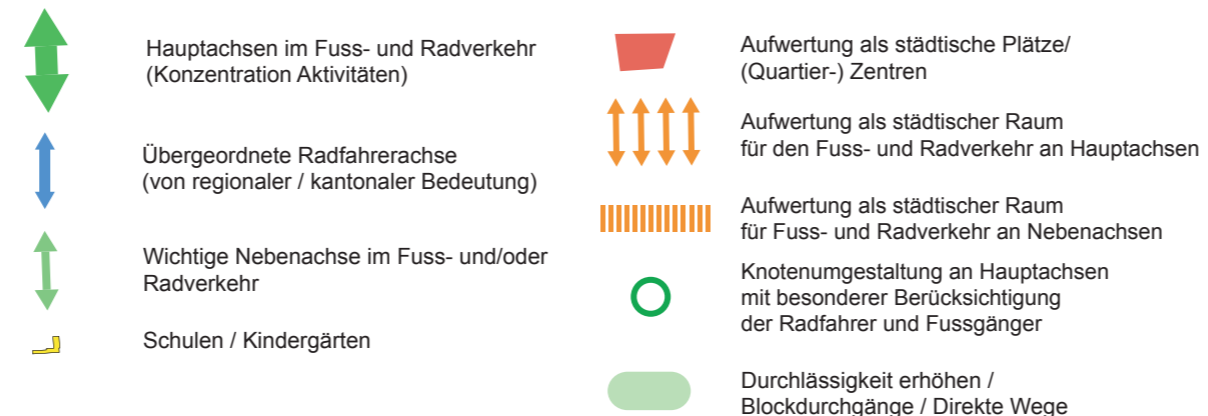 Hauptachsen im Fuss- und Radverkehr
(Konzentration Aktivitäten)
Übergeordnete Radfahrerachse
(von regionaler / kantonaler Bedeutung)
Wichtige Nebenachse im Fuss- und/oder
Radverkehr
Schulen / Kindergärten
Aufwertung als städtische Plätze/
(Quartier-) Zentren
Aufwertung als städtischer Raum
für den Fuss- und Radverkehr an Hauptachsen
Aufwertung als städtischer Raum
für Fuss- und Radverkehr an Nebenachsen
Knotenumgestaltung an Hauptachsen
mit besonderer Berücksichtigung
der Radfahrer und Fussgänger
Durchlässigkeit erhöhen /
Blockdurchgänge / Direkte Wege